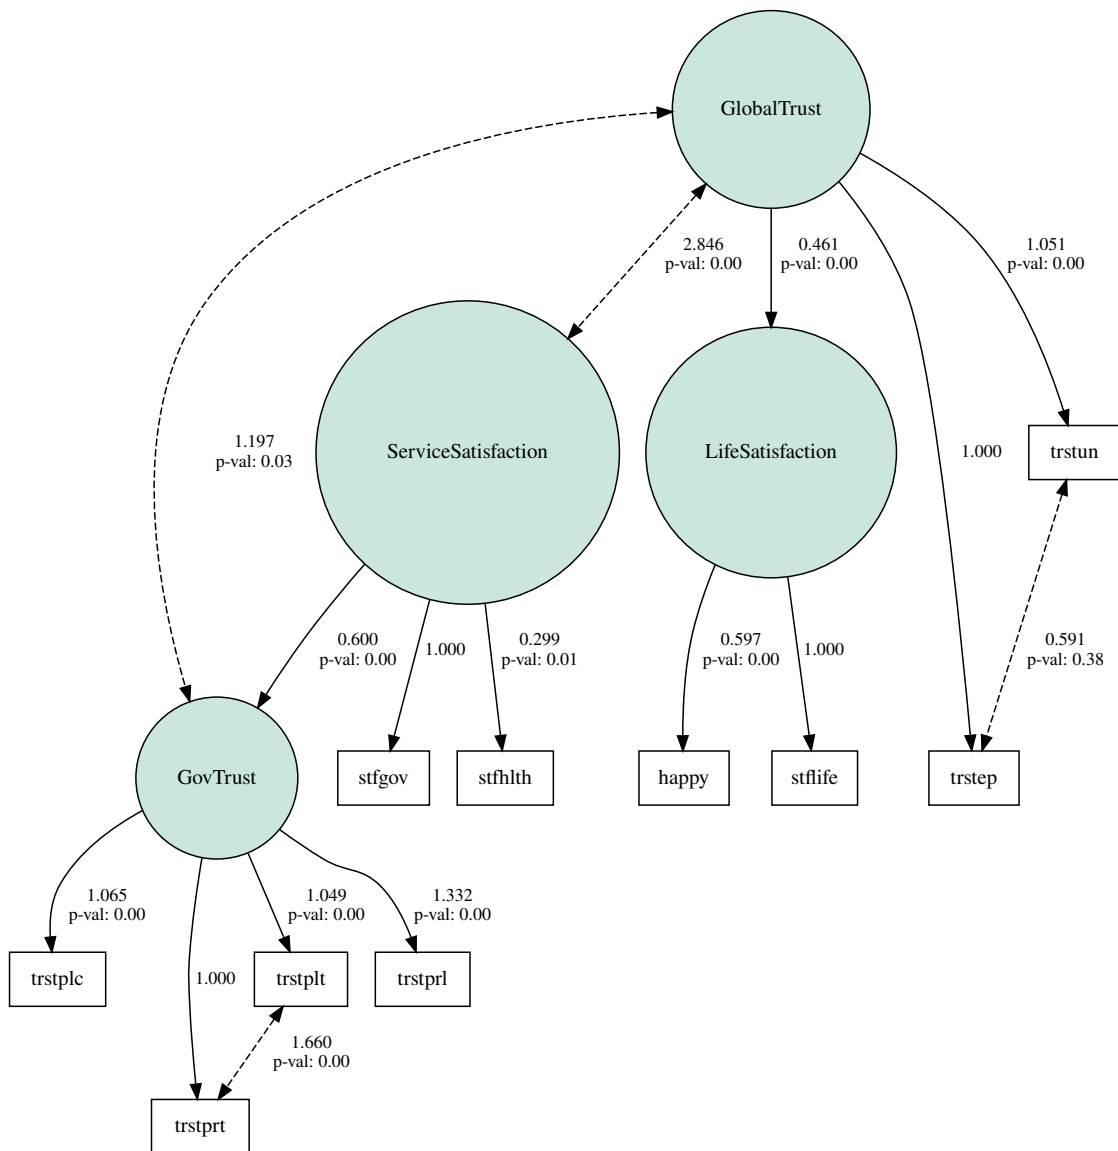 GlobalTrust
2.846
p-val: 0.00
0.461
p-val: 0.00
1.051
p-val: 0.00
1.197
p-val: 0.03
ServiceSatisfaction
LifeSatisfaction
1.000
trstun
0.600
p-val: 0.00
1.000
0.299
p-val: 0.01
0.597
p-val: 0.00
1.000
0.591
p-val: 0.38
GovTrust
stfgov
stfhlth
happy
stflife
trstep
1.065
p-val: 0.00
1.049
p-val: 0.00
1.332
p-val: 0.00
trstplc
1.000
trstplt
trstprl
1.660
p-val: 0.00
trstprt